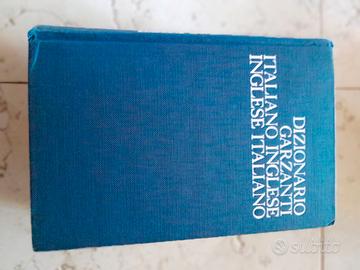 DIZIONARIO
GARZANTI
ITALIANO INGLESE
INGLESE ITALIANO
subito